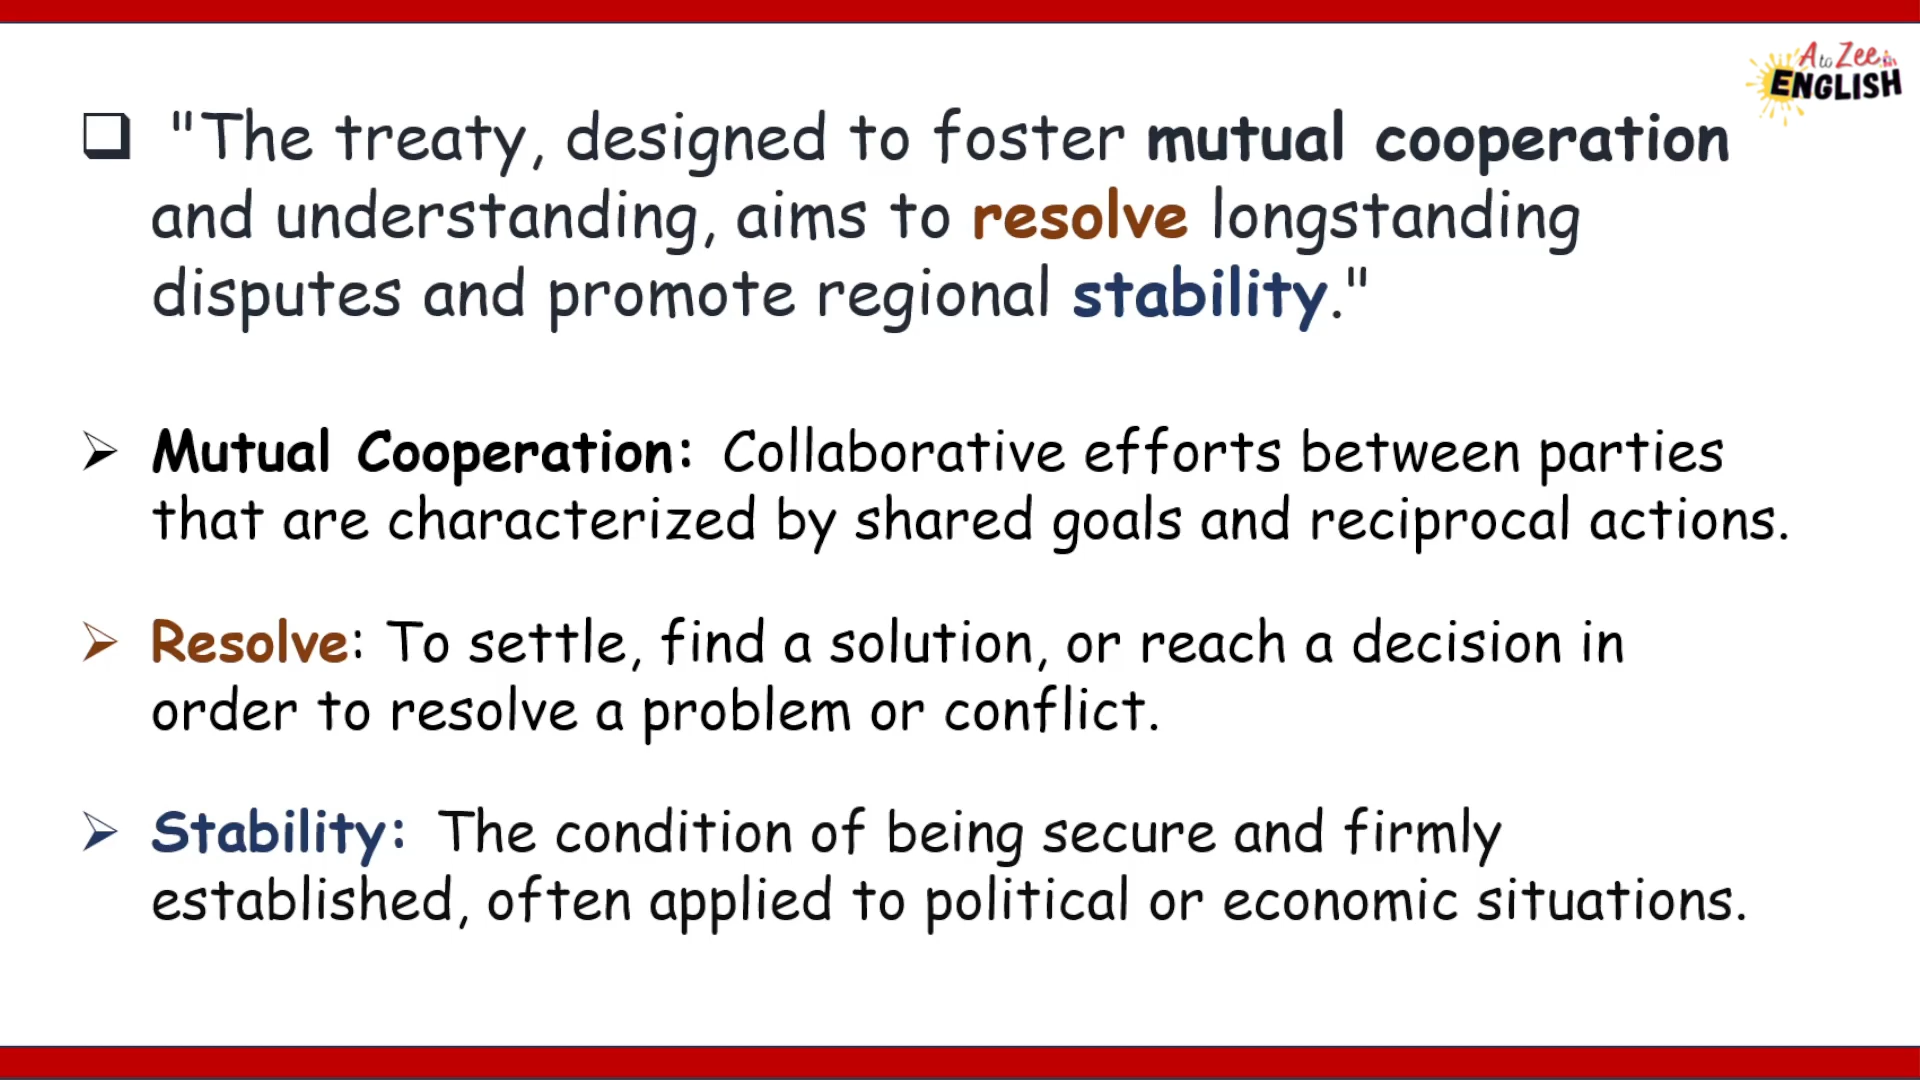 A to Zee in
ENGLISH
"The treaty, designed to foster mutual cooperation
and understanding, aims to resolve longstanding
disputes and promote regional stability."
Mutual Cooperation: Collaborative efforts between parties
that are characterized by shared goals and reciprocal actions.
Resolve: To settle, find a solution, or reach a decision in
order to resolve a problem or conflict.
Stability: The condition of being secure and firmly
established, often applied to political or economic situations.